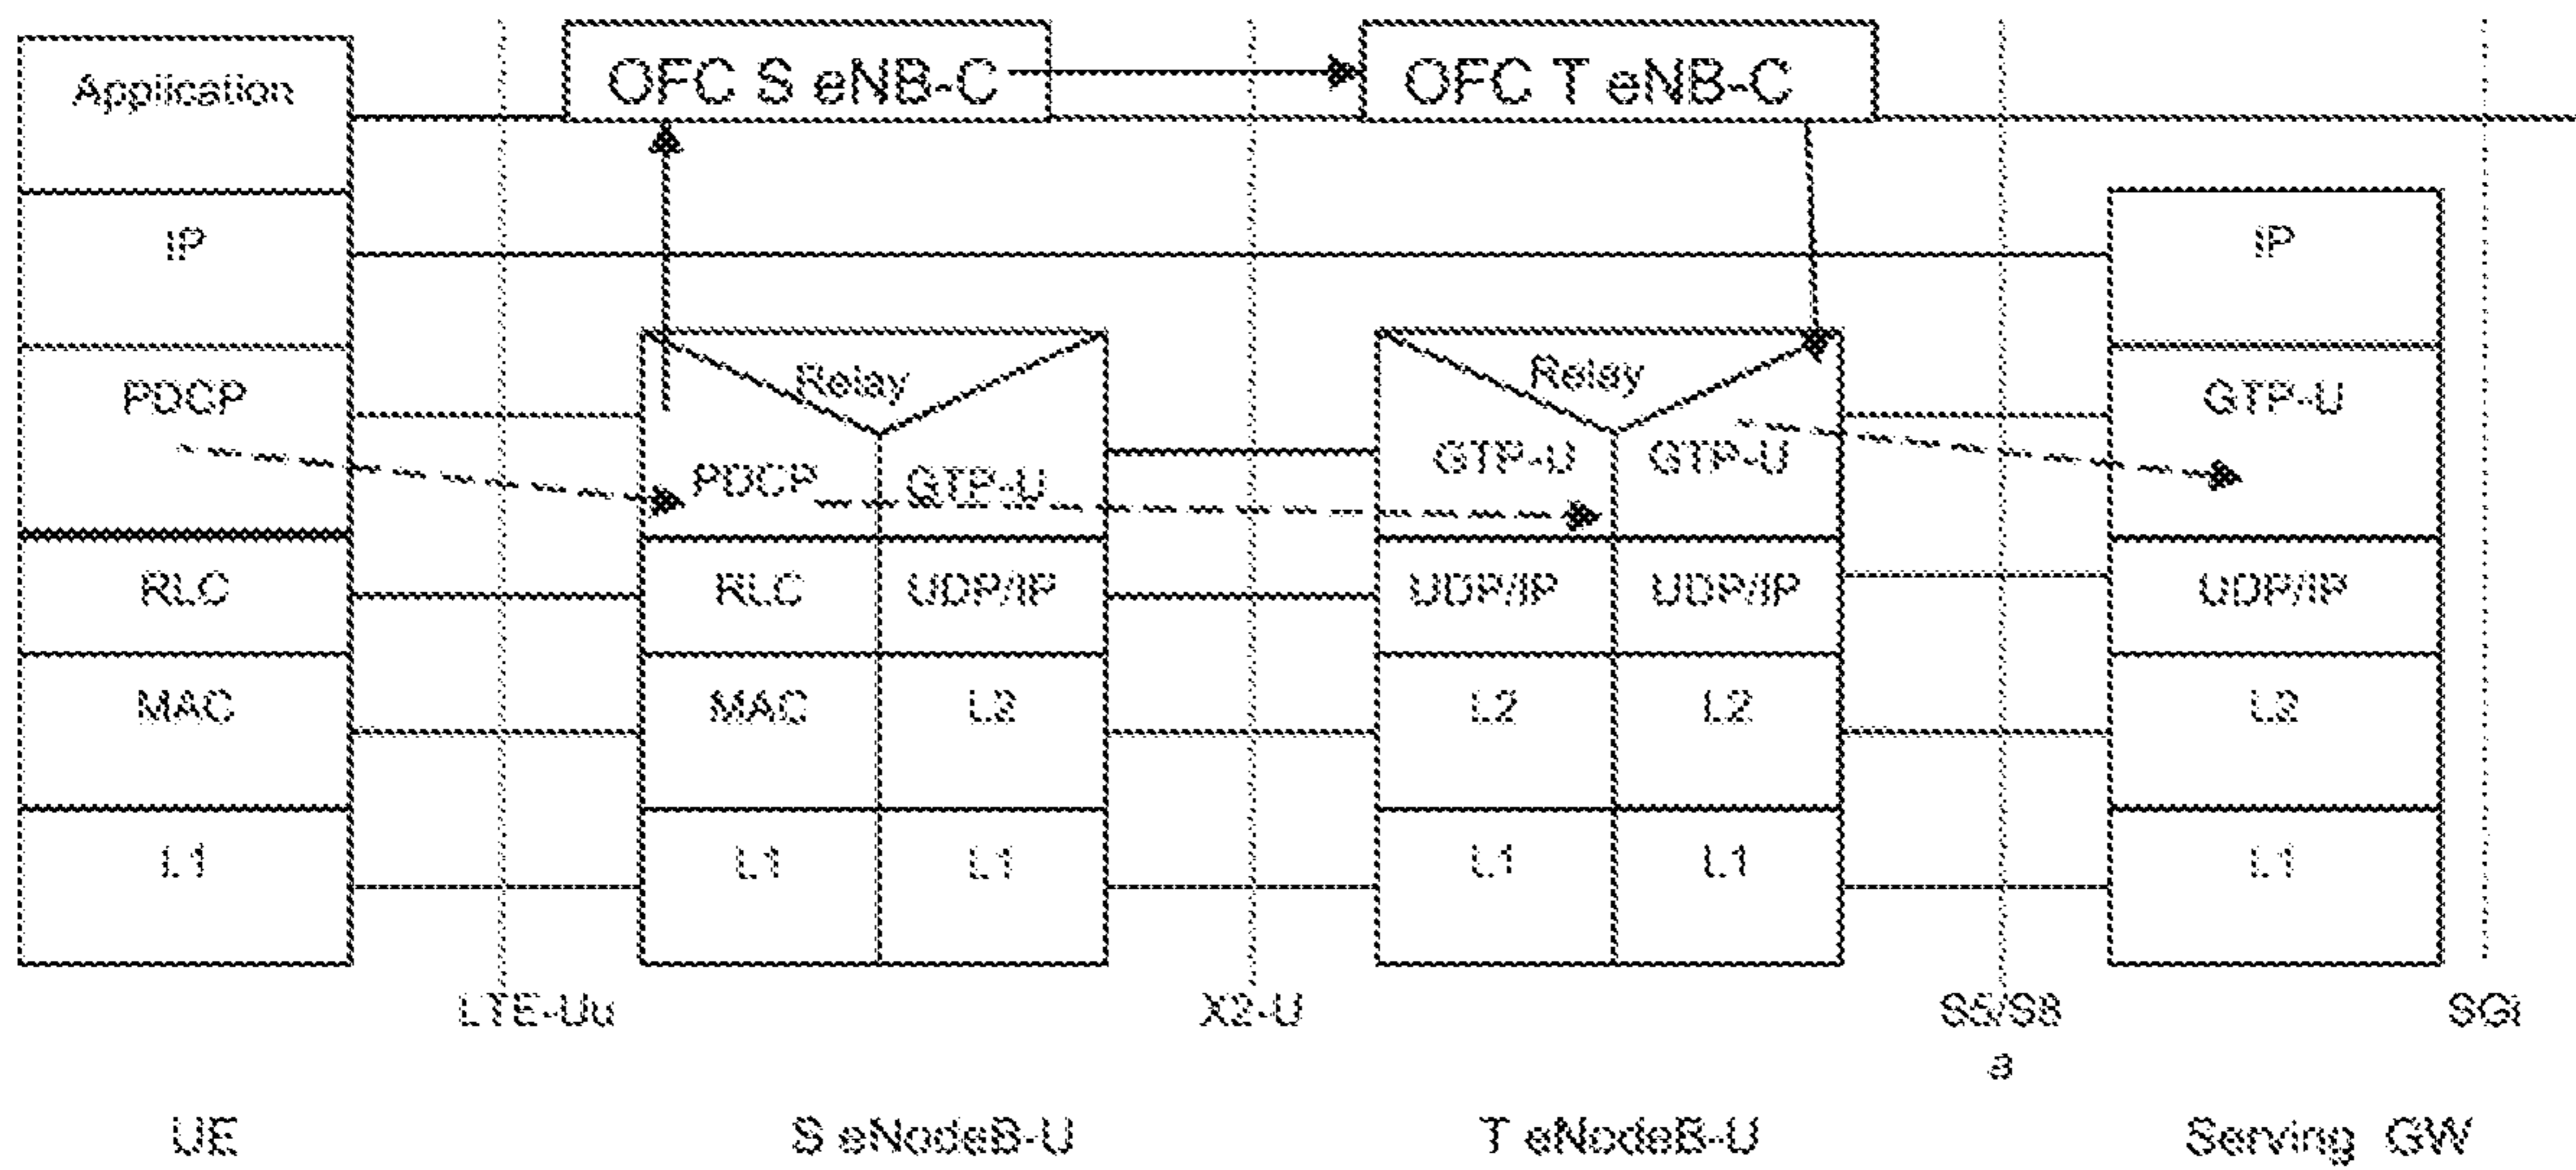 Application
OFC S eNB-C
OFC T eNB-C
IP
IP
PDCP
Relay
Relay
GTP-U
PDCP
GTP-U
GTP-U
GTP-U
RLC
RLC
UDP/IP
UDP/IP
UDP/IP
UDP/IP
MAC
MAC
L2
L2
L2
L2
L1
L1
L1
L1
L1
L1
LTE-Uu
X2-U
S5/S8
a
SGi
UE
S eNodeB-U
T eNodeB-U
Serving GW